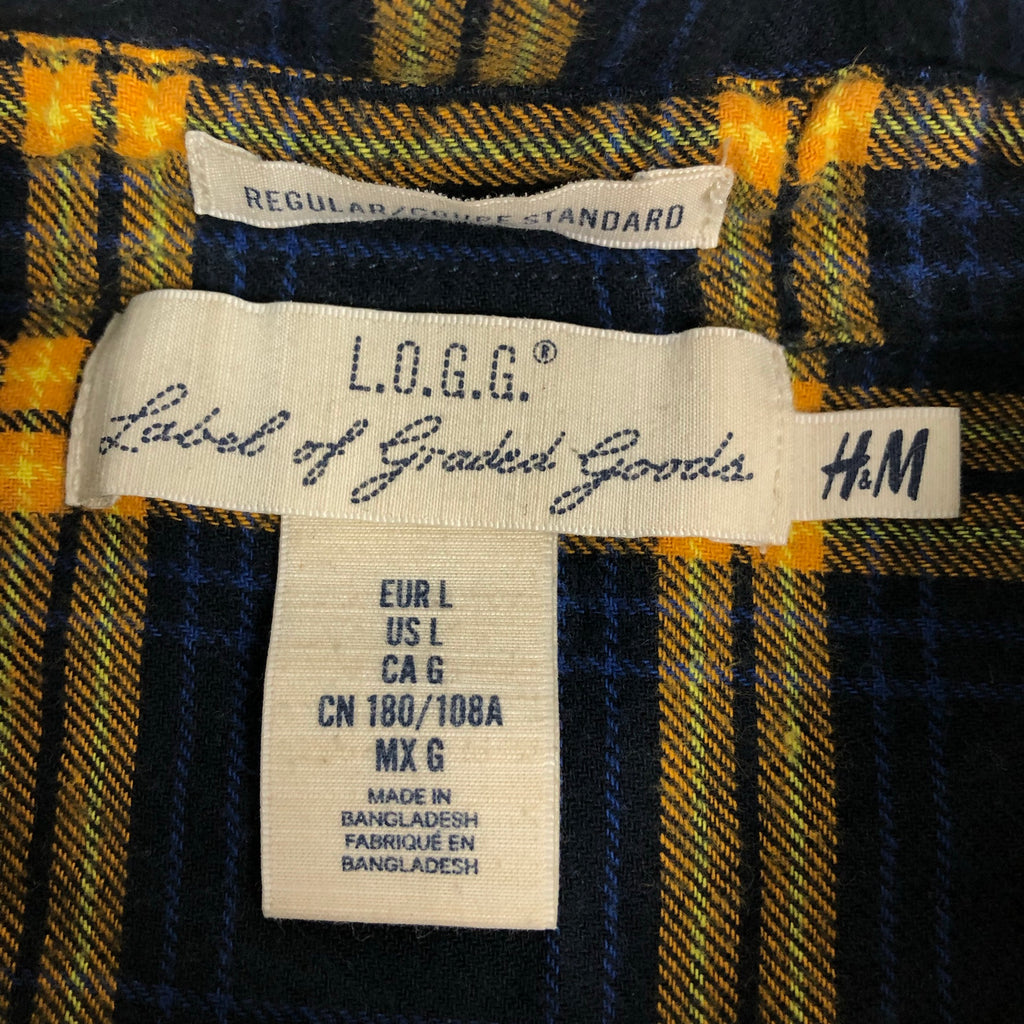 REGULAR/COUPE STANDARD
L.O.G.G.®
Label of Graded Goods
H&M
EUR L
US L
CA G
CN 180/108A
MX G
MADE IN
BANGLADESH
FABRIQUÉ EN
BANGLADESH